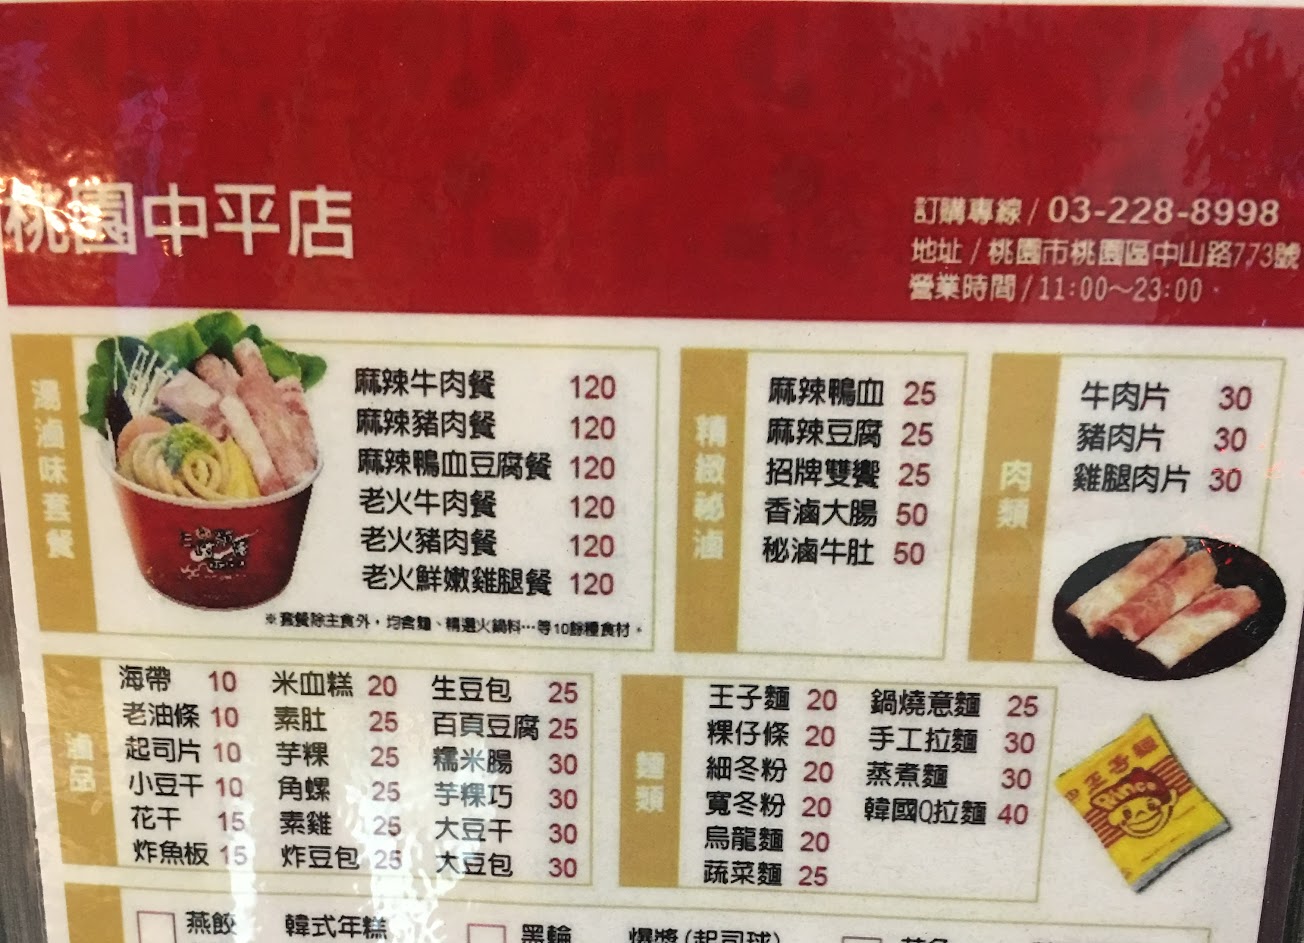 桃園中平店
訂購專線 / 03-228-8998
地址 / 桃園市桃園區中山路773號
營業時間 / 11:00～23:00
湯滷味套餐
麻辣牛肉餐 120
麻辣豬肉餐 120
麻辣鴨血豆腐餐 120
老火牛肉餐 120
老火豬肉餐 120
老火鮮嫩雞腿餐 120
※套餐除主食外，均含麵、精選火鍋料…等10餘種食材。
精緻祕滷
麻辣鴨血 25
麻辣豆腐 25
招牌雙饗 25
香滷大腸 50
秘滷牛肚 50
肉類
牛肉片 30
豬肉片 30
雞腿肉片 30
滷品
海帶 10 米血糕 20 生豆包 25
老油條 10 素肚 25 百頁豆腐 25
起司片 10 芋粿 25 糯米腸 30
小豆干 10 角螺 25 芋粿巧 30
花干 15 素雞 25 大豆干 30
炸魚板 15 炸豆包 25 大豆包 30
麵類
王子麵 20 鍋燒意麵 25
粿仔條 20 手工拉麵 30
細冬粉 20 蒸煮麵 30
寬冬粉 20 韓國Q拉麵 40
烏龍麵 20
蔬菜麵 25
王子麵
Prince
燕餃 韓式年糕 黑輪 爆漿(起司球)